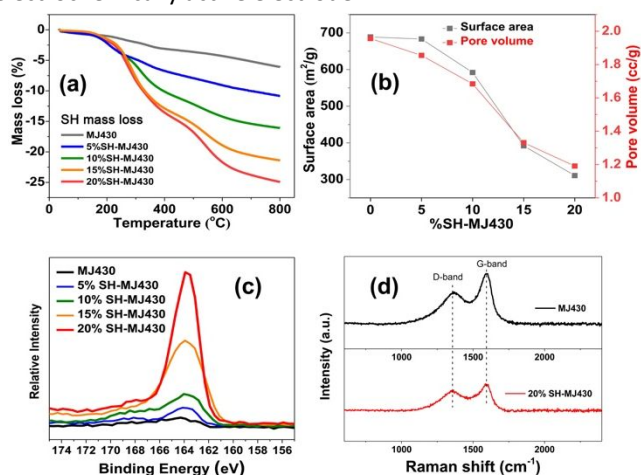 (a)
Mass loss (%)
0
-5
-10
-15
-20
-25
SH mass loss
MJ430
5%SH-MJ430
10%SH-MJ430
15%SH-MJ430
20%SH-MJ430
0 200 400 600 800
Temperature (°C)
(b)
Surface area
Pore volume
Surface area (m²/g)
700
600
500
400
300
Pore volume (cc/g)
2.0
1.8
1.6
1.4
1.2
1.0
0 5 10 15 20
%SH-MJ430
(c)
Relative Intensity
MJ430
5% SH-MJ430
10% SH-MJ430
15% SH-MJ430
20% SH-MJ430
174 172 170 168 166 164 162 160 158 156
Binding Energy (eV)
(d)
Intensity (a.u.)
D-band
G-band
MJ430
1000 1500 2000
20% SH-MJ430
1000 1500 2000
Raman shift (cm⁻¹)